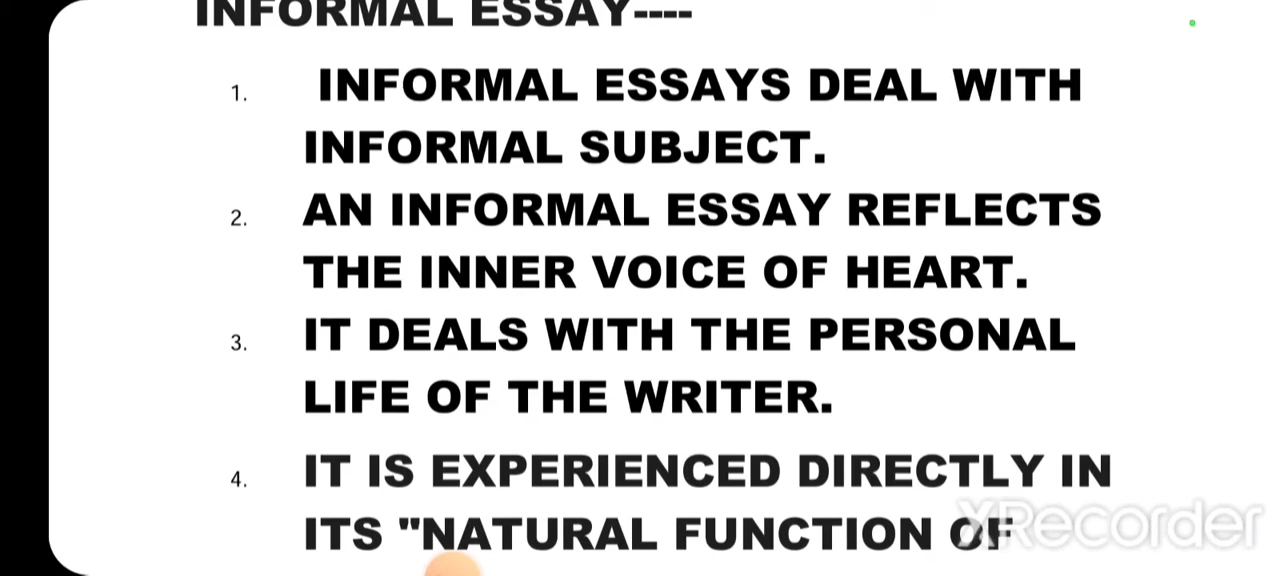 INFORMAL ESSAY----
1. INFORMAL ESSAYS DEAL WITH
INFORMAL SUBJECT.
2. AN INFORMAL ESSAY REFLECTS
THE INNER VOICE OF HEART.
3. IT DEALS WITH THE PERSONAL
LIFE OF THE WRITER.
4. IT IS EXPERIENCED DIRECTLY IN
ITS "NATURAL FUNCTION OF
XRecorder